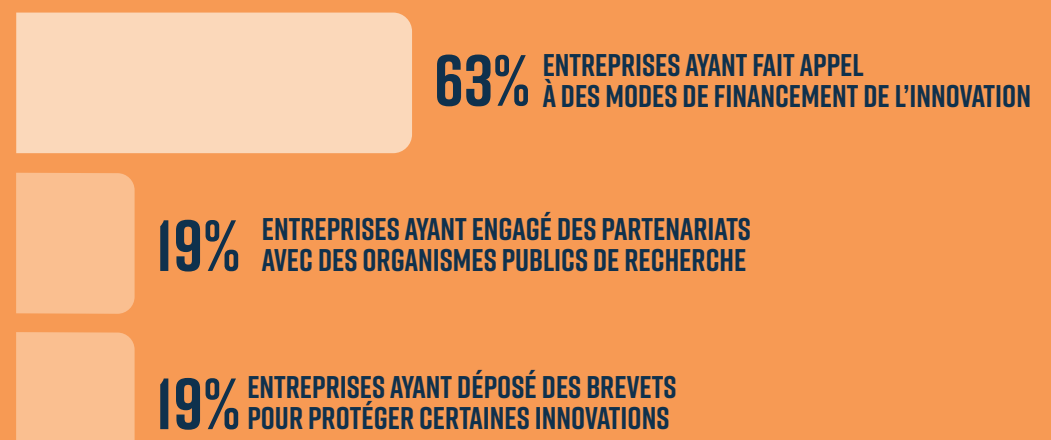 63% ENTREPRISES AYANT FAIT APPEL
À DES MODES DE FINANCEMENT DE L'INNOVATION
19% ENTREPRISES AYANT ENGAGÉ DES PARTENARIATS
AVEC DES ORGANISMES PUBLICS DE RECHERCHE
19% ENTREPRISES AYANT DÉPOSÉ DES BREVETS
POUR PROTÉGER CERTAINES INNOVATIONS